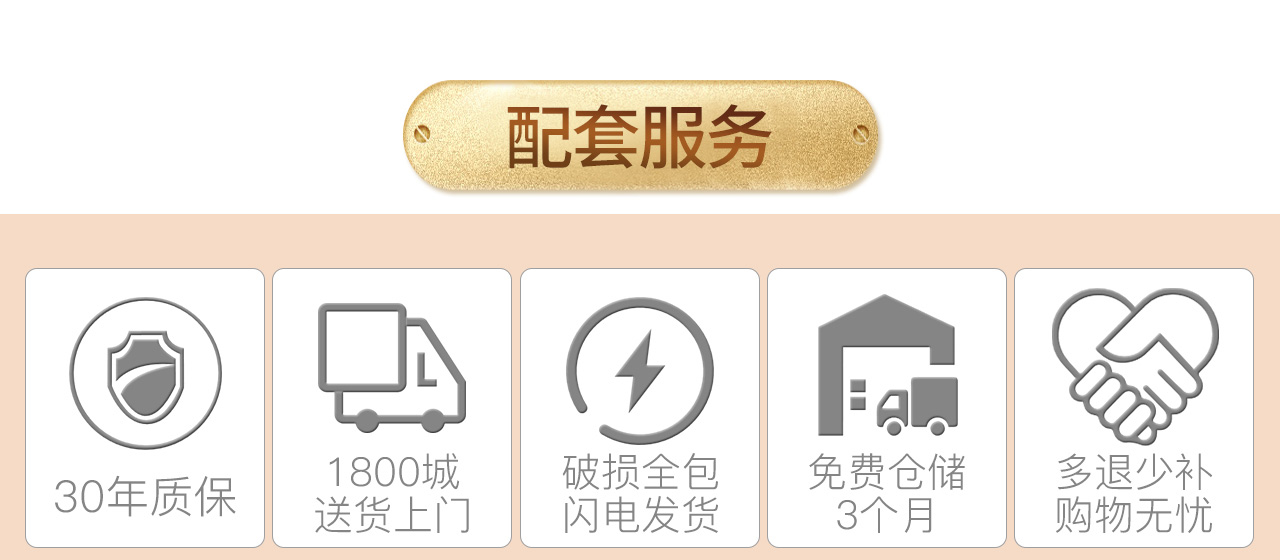 配套服务
30年质保
1800城
送货上门
破损全包
闪电发货
免费仓储
3个月
多退少补
购物无忧